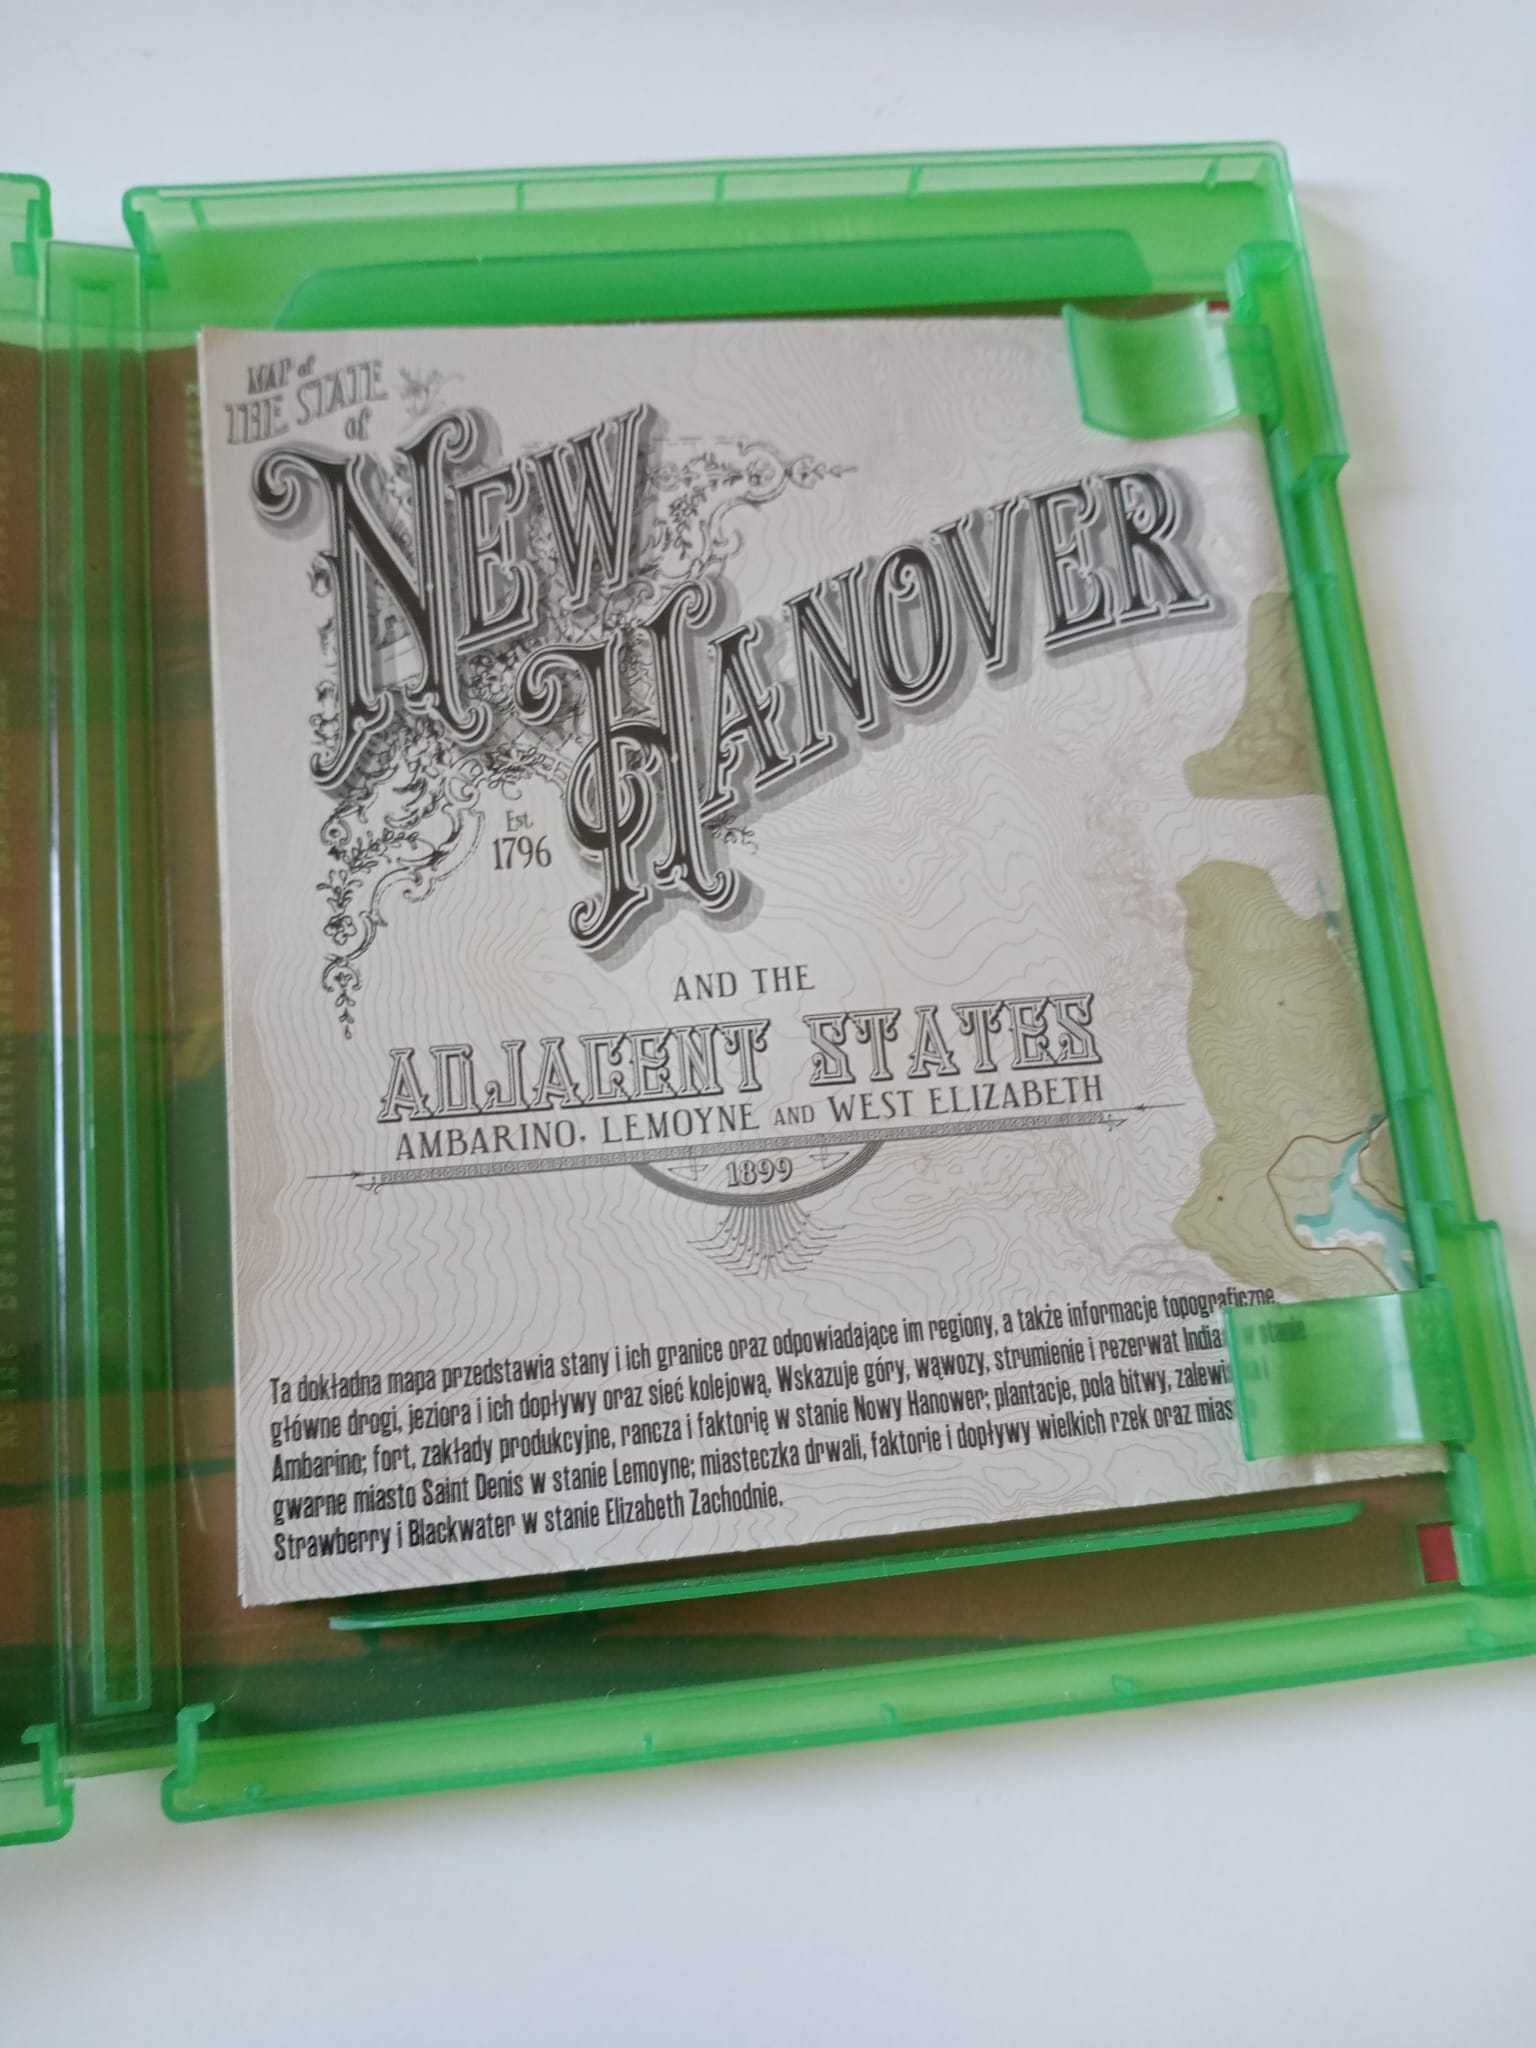 MAP of
THE STATE
of
NEW
HANOVER
Est
1796
AND THE
ADJACENT STATES
AMBARINO, LEMOYNE AND WEST ELIZABETH
1899
Ta dokładna mapa przedstawia stany i ich granice oraz odpowiadające im regiony, a także informacje topograficzne,
główne drogi, jeziora i ich dopływy oraz sieć kolejową. Wskazuje góry, wąwozy, strumienie i rezerwat Indian w stanie
Ambarino; fort, zakłady produkcyjne, rancza i faktorię w stanie Nowy Hanower; plantacje, pola bitwy, zalewiska i
gwarne miasto Saint Denis w stanie Lemoyne; miasteczka drwali, faktorie i dopływy wielkich rzek oraz
Strawberry i Blackwater w stanie Elizabeth Zachodnie.